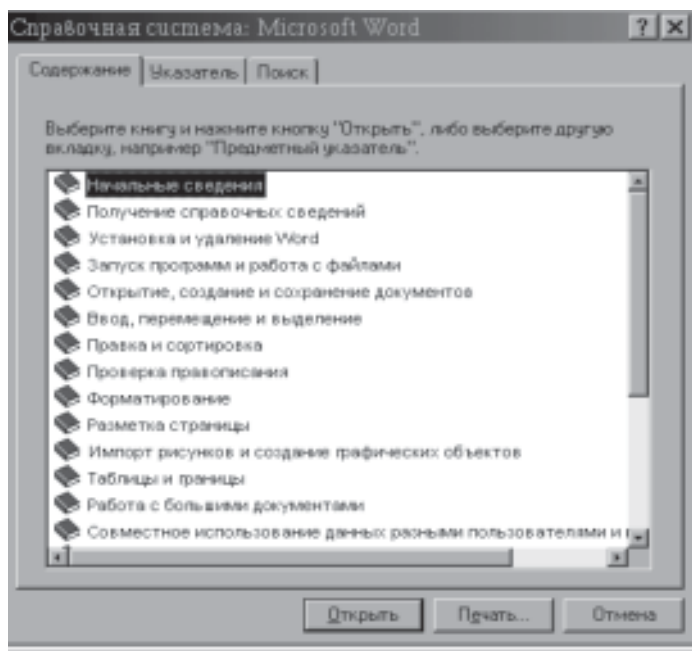 Справочная система: Microsoft Word
Содержание Указатель Поиск
Выберите книгу и нажмите кнопку "Открыть", либо выберите другую
вкладку, например "Предметный указатель".
Начальные сведения
Получение справочных сведений
Установка и удаление Word
Запуск программ и работа с файлами
Открытие, создание и сохранение документов
Ввод, перемещение и выделение
Правка и сортировка
Проверка правописания
Форматирование
Разметка страницы
Импорт рисунков и создание графических объектов
Таблицы и границы
Работа с большими документами
Совместное использование данных разными пользователями и
Открыть Печать... Отмена